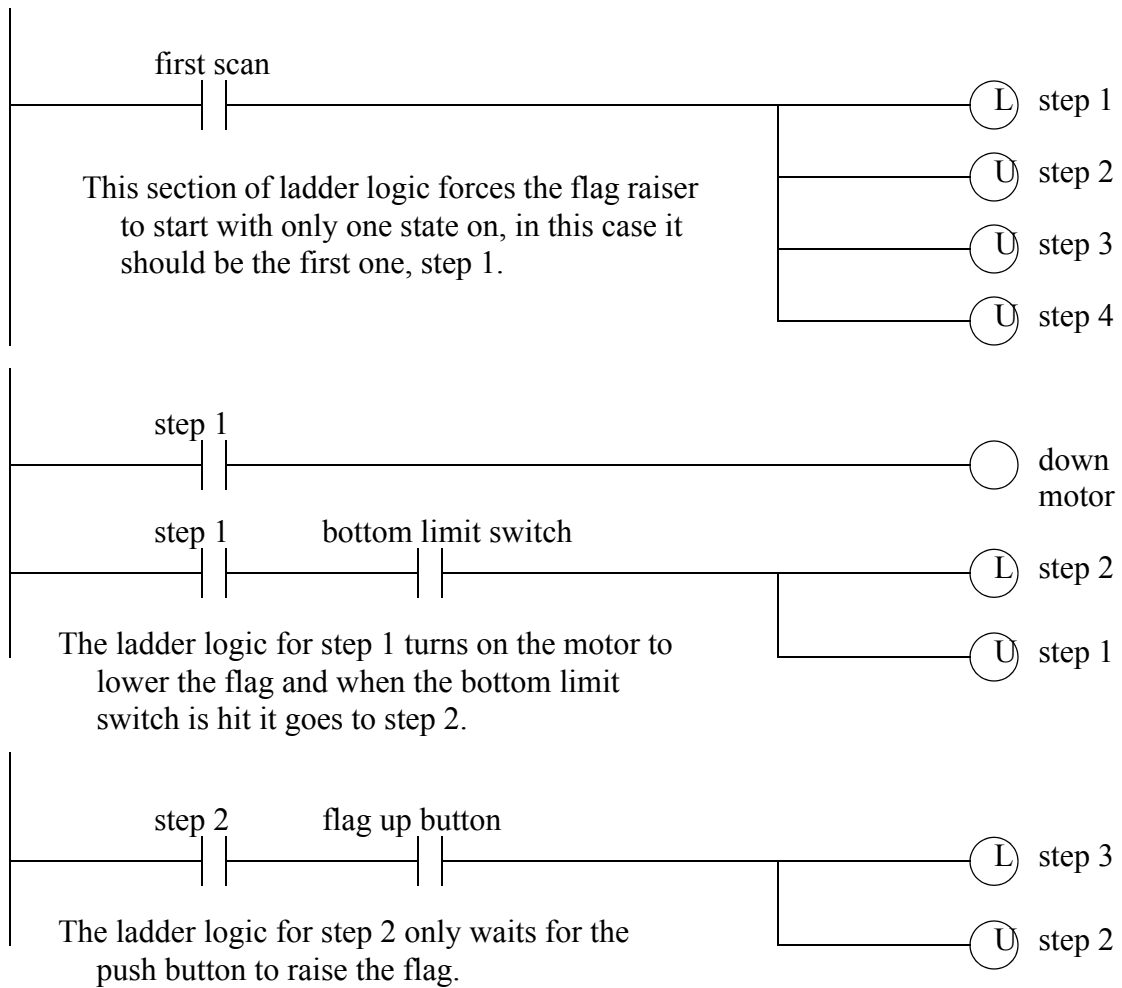 first scan
L step 1
U step 2
U step 3
U step 4
This section of ladder logic forces the flag raiser
to start with only one state on, in this case it
should be the first one, step 1.
step 1
down
motor
step 1 bottom limit switch
L step 2
U step 1
The ladder logic for step 1 turns on the motor to
lower the flag and when the bottom limit
switch is hit it goes to step 2.
step 2 flag up button
L step 3
U step 2
The ladder logic for step 2 only waits for the
push button to raise the flag.